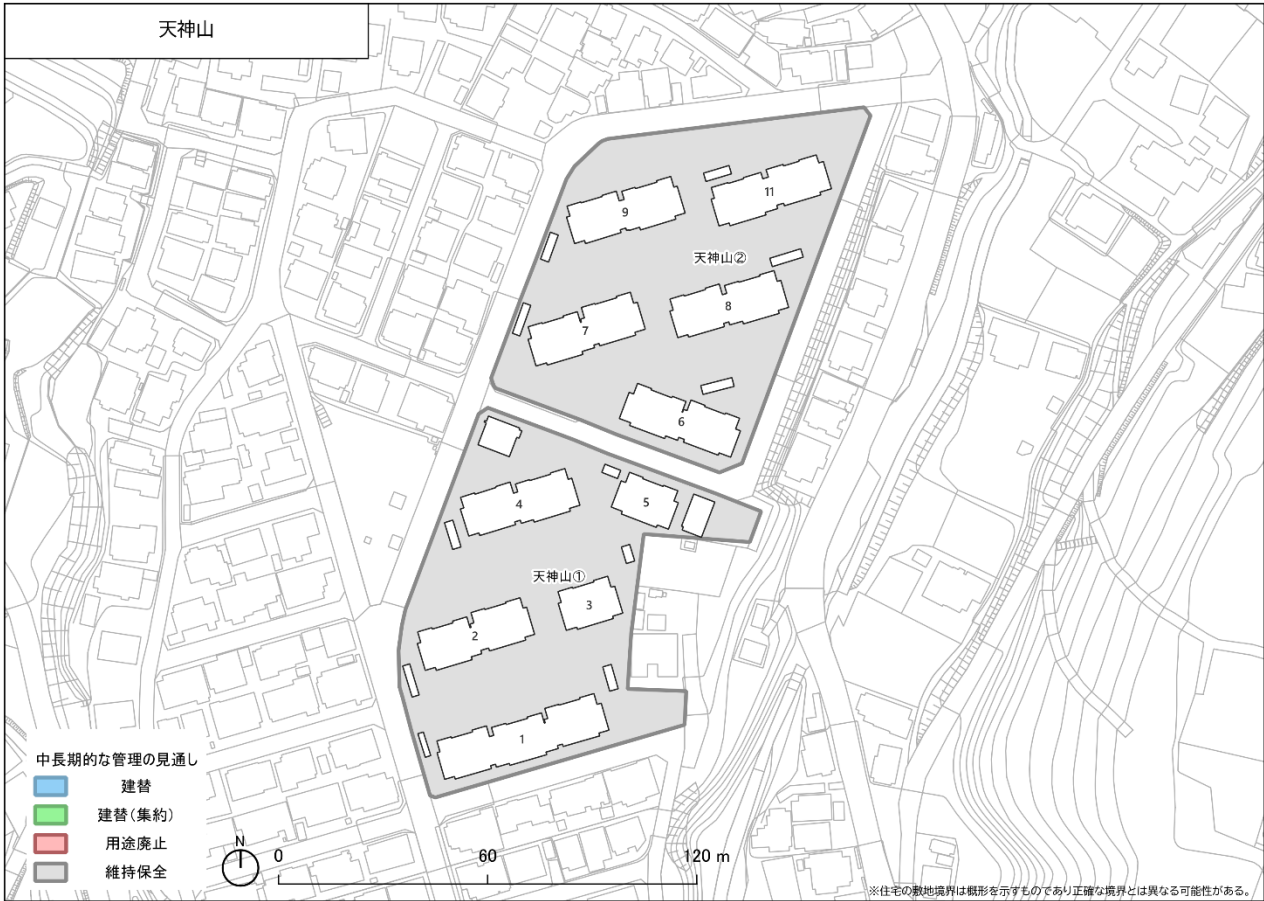 天神山
11
9
天神山②
8
7
6
4
5
天神山①
3
2
1
中長期的な管理の見通し
建替
建替（集約）
用途廃止
維持保全
N
0 60 120 m
※住宅の敷地境界は概形を示すものであり正確な境界とは異なる可能性がある。